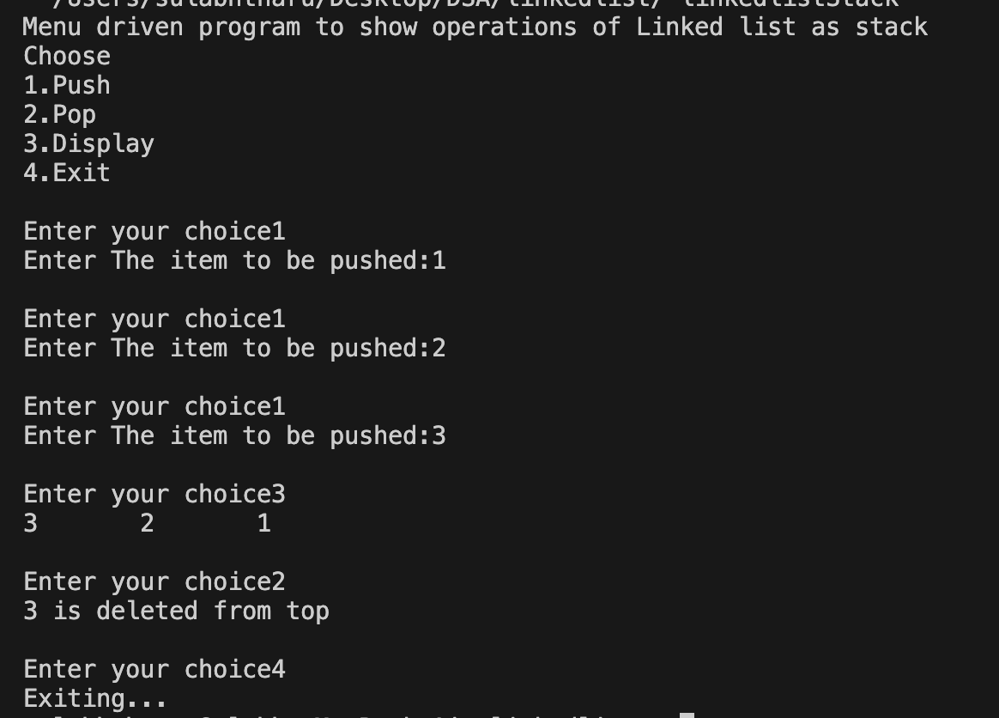 /linkedlistStack
Menu driven program to show operations of Linked list as stack
Choose
1.Push
2.Pop
3.Display
4.Exit
Enter your choice1
Enter The item to be pushed:1
Enter your choice1
Enter The item to be pushed:2
Enter your choice1
Enter The item to be pushed:3
Enter your choice3
3 2 1
Enter your choice2
3 is deleted from top
Enter your choice4
Exiting...